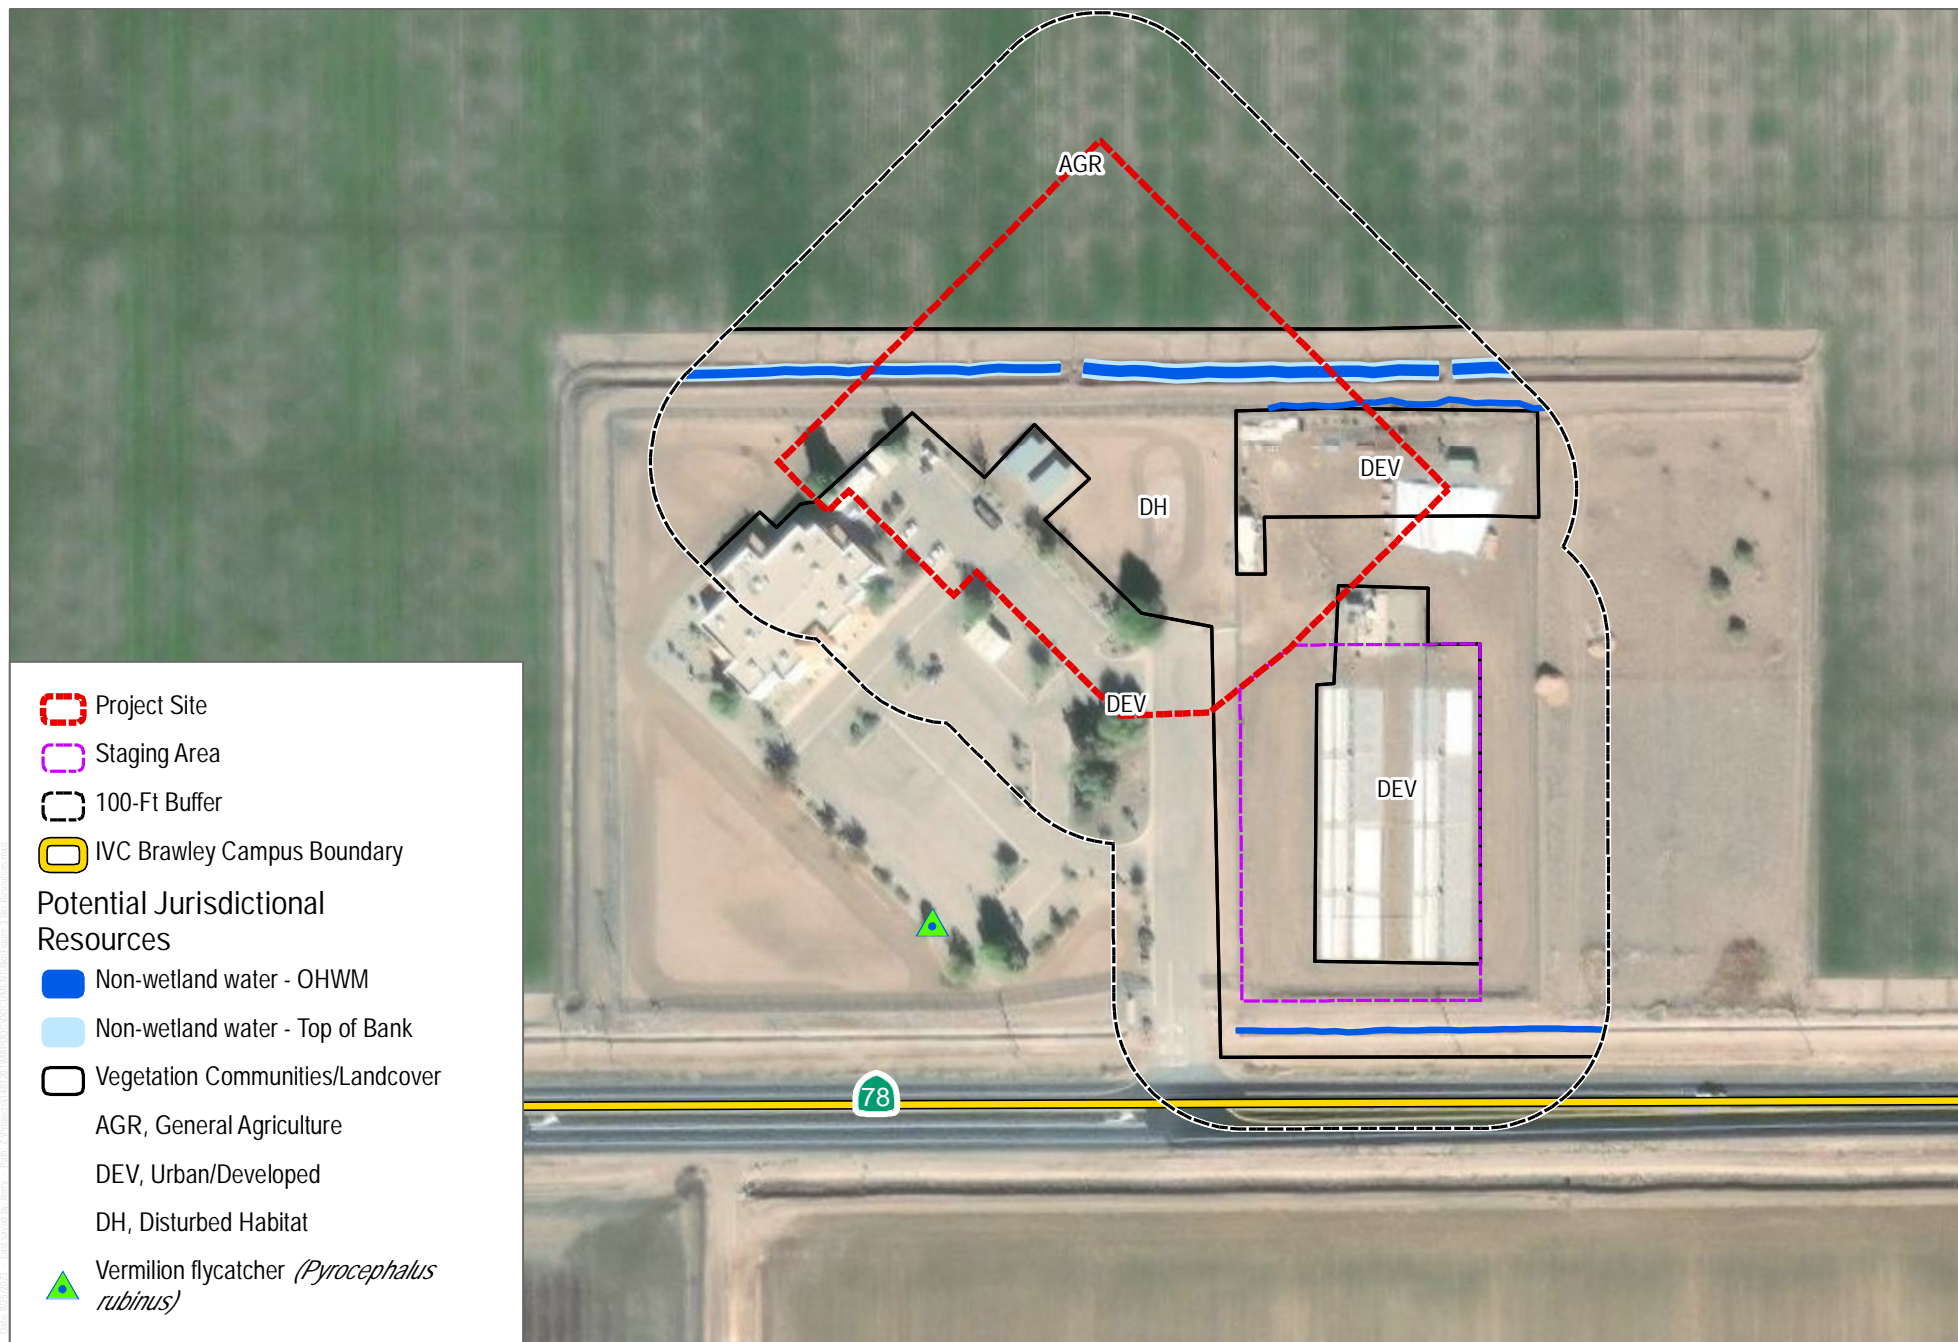 AGR
DEV
DH
DEV
DEV
78
Project Site
Staging Area
100-Ft Buffer
IVC Brawley Campus Boundary
Potential Jurisdictional
Resources
Non-wetland water - OHWM
Non-wetland water - Top of Bank
Vegetation Communities/Landcover
AGR, General Agriculture
DEV, Urban/Developed
DH, Disturbed Habitat
Vermilion flycatcher (Pyrocephalus
rubinus)